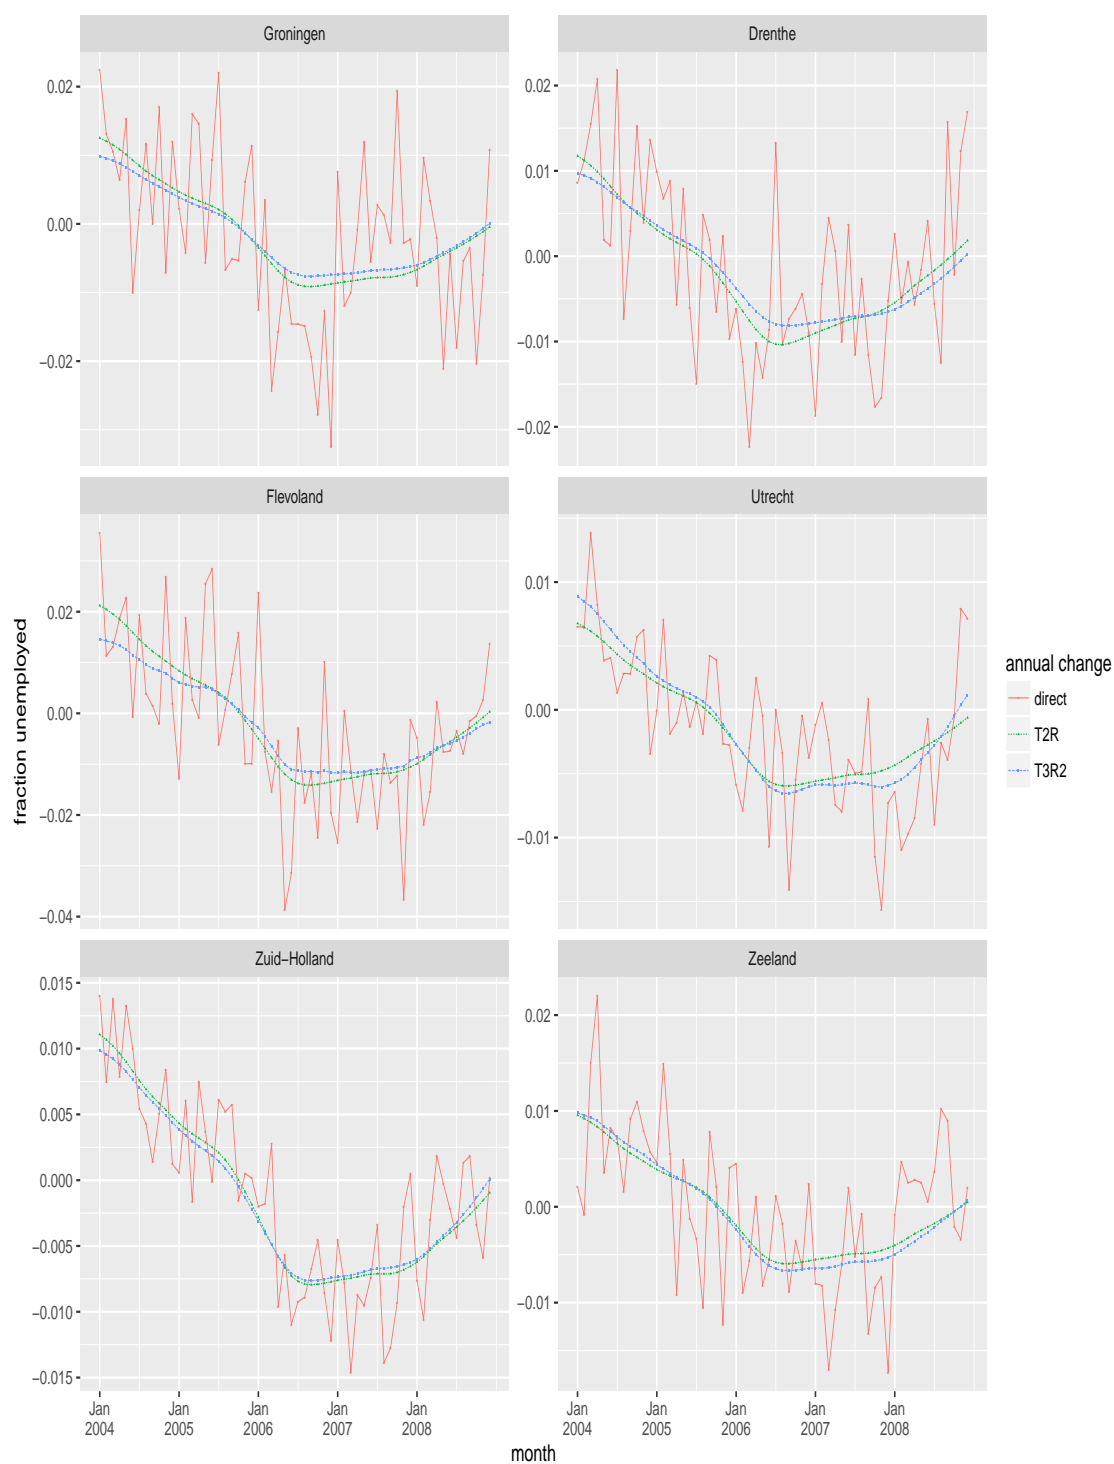 Groningen
Drenthe
0.02
0.00
−0.02
0.02
0.01
0.00
−0.01
−0.02
Flevoland
Utrecht
0.02
0.00
−0.02
−0.04
0.01
0.00
−0.01
Zuid−Holland
Zeeland
0.015
0.010
0.005
0.000
−0.005
−0.010
−0.015
0.02
0.01
0.00
−0.01
Jan 2004
Jan 2005
Jan 2006
Jan 2007
Jan 2008
Jan 2004
Jan 2005
Jan 2006
Jan 2007
Jan 2008
month
fraction unemployed
annual change
direct
T2R
T3R2